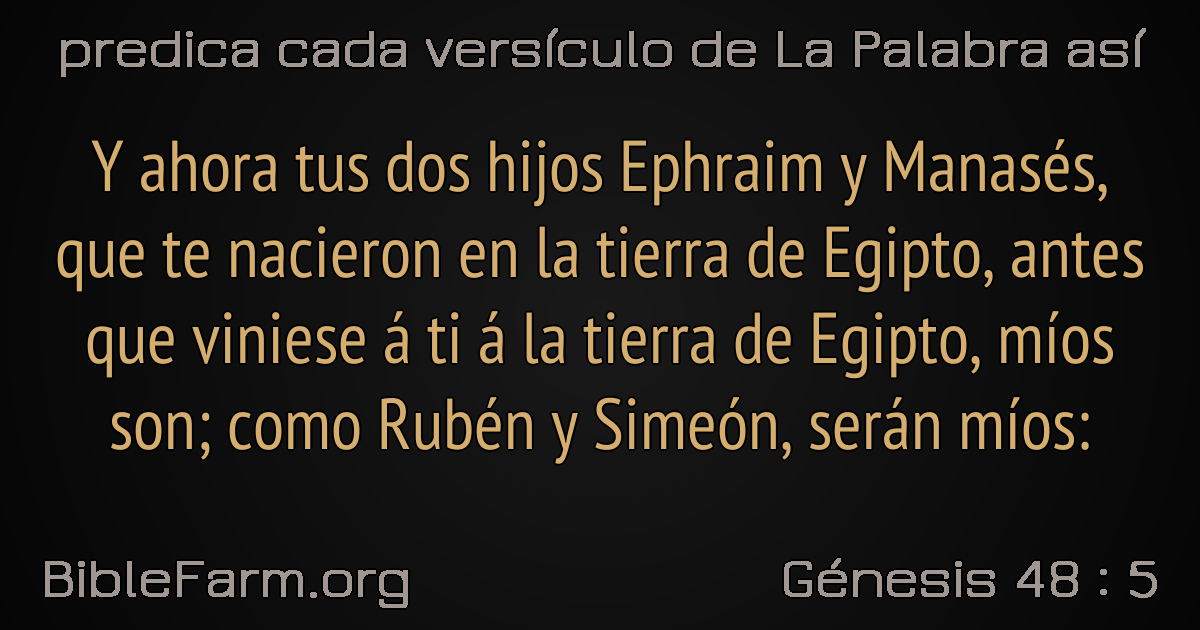 predica cada versículo de La Palabra así
Y ahora tus dos hijos Ephraim y Manasés,
que te nacieron en la tierra de Egipto, antes
que viniese á ti á la tierra de Egipto, míos
son; como Rubén y Simeón, serán míos:
BibleFarm.org
Génesis 48 : 5